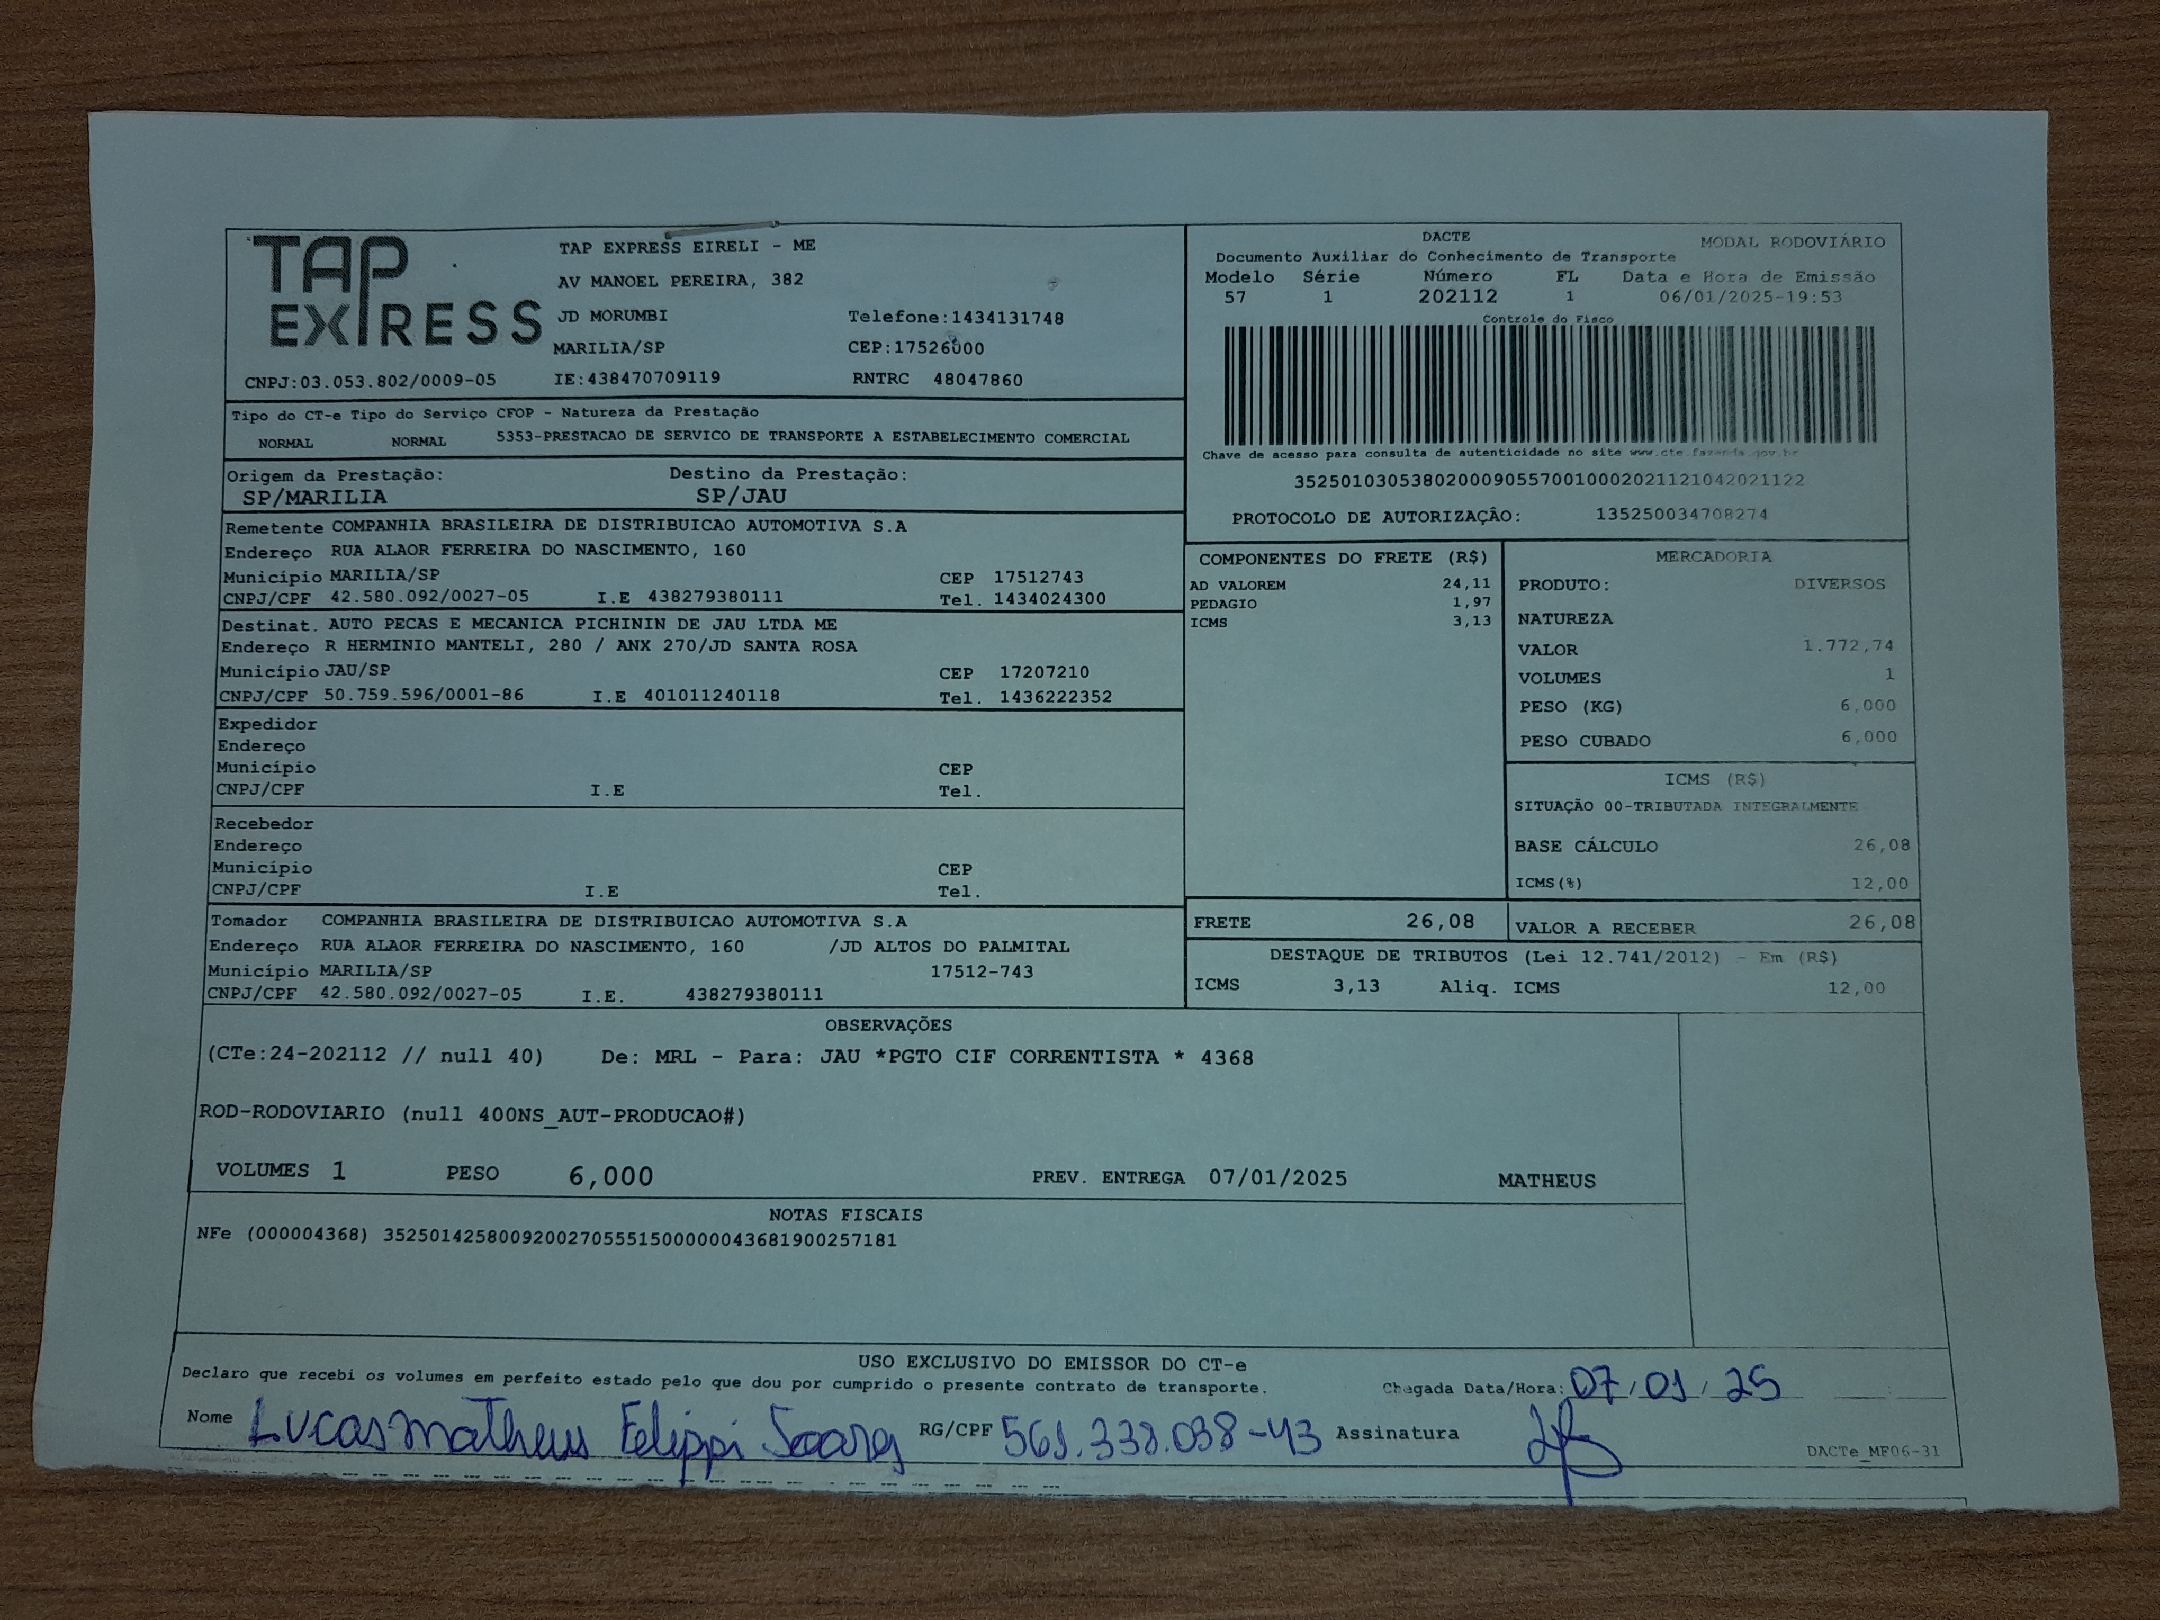 TAP EXPRESS
TAP EXPRESS EIRELI - ME
AV MANOEL PEREIRA, 382
JD MORUMBI Telefone:1434131748
MARILIA/SP CEP:17526000
CNPJ:03.053.802/0009-05 IE:438470709119 RNTRC 48047860
DACTE MODAL RODOVIÁRIO
Documento Auxiliar do Conhecimento de Transporte
Modelo Série Número FL Data e Hora de Emissão
57 1 202112 1 06/01/2025-19:53
Controle do Fisco
Chave de acesso para consulta de autenticidade no site www.cte.fazenda.gov.br
35250103053802000905570010002021121042021122
PROTOCOLO DE AUTORIZAÇÃO: 135250034708274
Tipo do CT-e Tipo do Serviço CFOP - Natureza da Prestação
NORMAL NORMAL 5353-PRESTACAO DE SERVICO DE TRANSPORTE A ESTABELECIMENTO COMERCIAL
Origem da Prestação: Destino da Prestação:
SP/MARILIA SP/JAU
Remetente COMPANHIA BRASILEIRA DE DISTRIBUICAO AUTOMOTIVA S.A
Endereço RUA ALAOR FERREIRA DO NASCIMENTO, 160
Município MARILIA/SP CEP 17512743
CNPJ/CPF 42.580.092/0027-05 I.E 438279380111 Tel. 1434024300
Destinat. AUTO PECAS E MECANICA PICHININ DE JAU LTDA ME
Endereço R HERMINIO MANTELI, 280 / ANX 270/JD SANTA ROSA
Município JAU/SP CEP 17207210
CNPJ/CPF 50.759.596/0001-86 I.E 401011240118 Tel. 1436222352
Expedidor
Endereço
Município CEP
CNPJ/CPF I.E Tel.
Recebedor
Endereço
Município CEP
CNPJ/CPF I.E Tel.
Tomador COMPANHIA BRASILEIRA DE DISTRIBUICAO AUTOMOTIVA S.A
Endereço RUA ALAOR FERREIRA DO NASCIMENTO, 160 /JD ALTOS DO PALMITAL
Município MARILIA/SP 17512-743
CNPJ/CPF 42.580.092/0027-05 I.E. 438279380111
COMPONENTES DO FRETE (R$)
AD VALOREM 24,11
PEDAGIO 1,97
ICMS 3,13
MERCADORIA
PRODUTO: DIVERSOS
NATUREZA
VALOR 1.772,74
VOLUMES 1
PESO (KG) 6,000
PESO CUBADO 6,000
ICMS (R$)
SITUAÇÃO 00-TRIBUTADA INTEGRALMENTE
BASE CÁLCULO 26,08
ICMS(%) 12,00
FRETE 26,08 VALOR A RECEBER 26,08
DESTAQUE DE TRIBUTOS (Lei 12.741/2012) - Em (R$)
ICMS 3,13 Aliq. ICMS 12,00
OBSERVAÇÕES
(CTe:24-202112 // null 40) De: MRL - Para: JAU *PGTO CIF CORRENTISTA * 4368
ROD-RODOVIARIO (null 400NS_AUT-PRODUCAO#)
VOLUMES 1 PESO 6,000 PREV. ENTREGA 07/01/2025 MATHEUS
NOTAS FISCAIS
NFe (000004368) 35250142580092002705551500000043681900257181
USO EXCLUSIVO DO EMISSOR DO CT-e
Declaro que recebi os volumes em perfeito estado pelo que dou por cumprido o presente contrato de transporte. Chegada Data/Hora: 07/01/25
Nome Lucas matheus Felippi Soares RG/CPF 561.338.038-43 Assinatura
DACTe_MF06-31